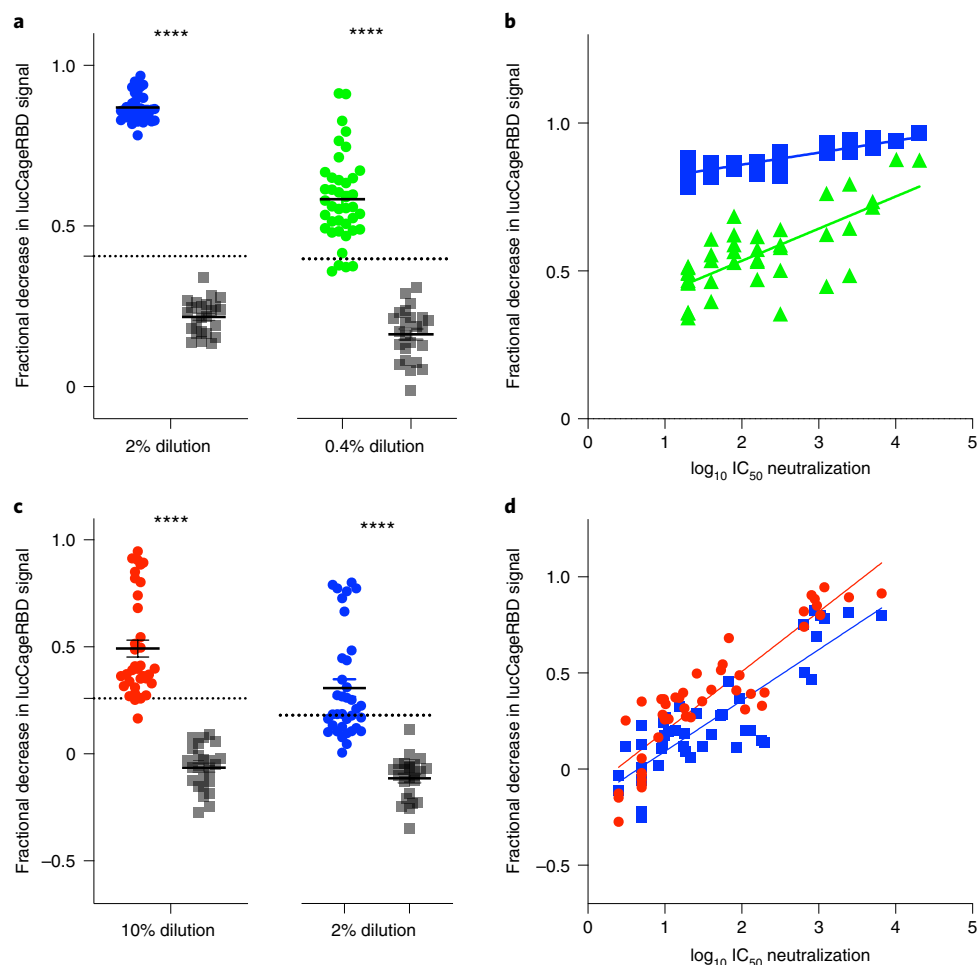 a
****
****
Fractional decrease in lucCageRBD signal
1.0
0.5
0
2% dilution
0.4% dilution
b
Fractional decrease in lucCageRBD signal
1.0
0.5
0
0 1 2 3 4 5
log₁₀ IC₅₀ neutralization
c
****
****
Fractional decrease in lucCageRBD signal
1.0
0.5
0
–0.5
10% dilution
2% dilution
d
Fractional decrease in lucCageRBD signal
1.0
0.5
0
–0.5
0 1 2 3 4 5
log₁₀ IC₅₀ neutralization